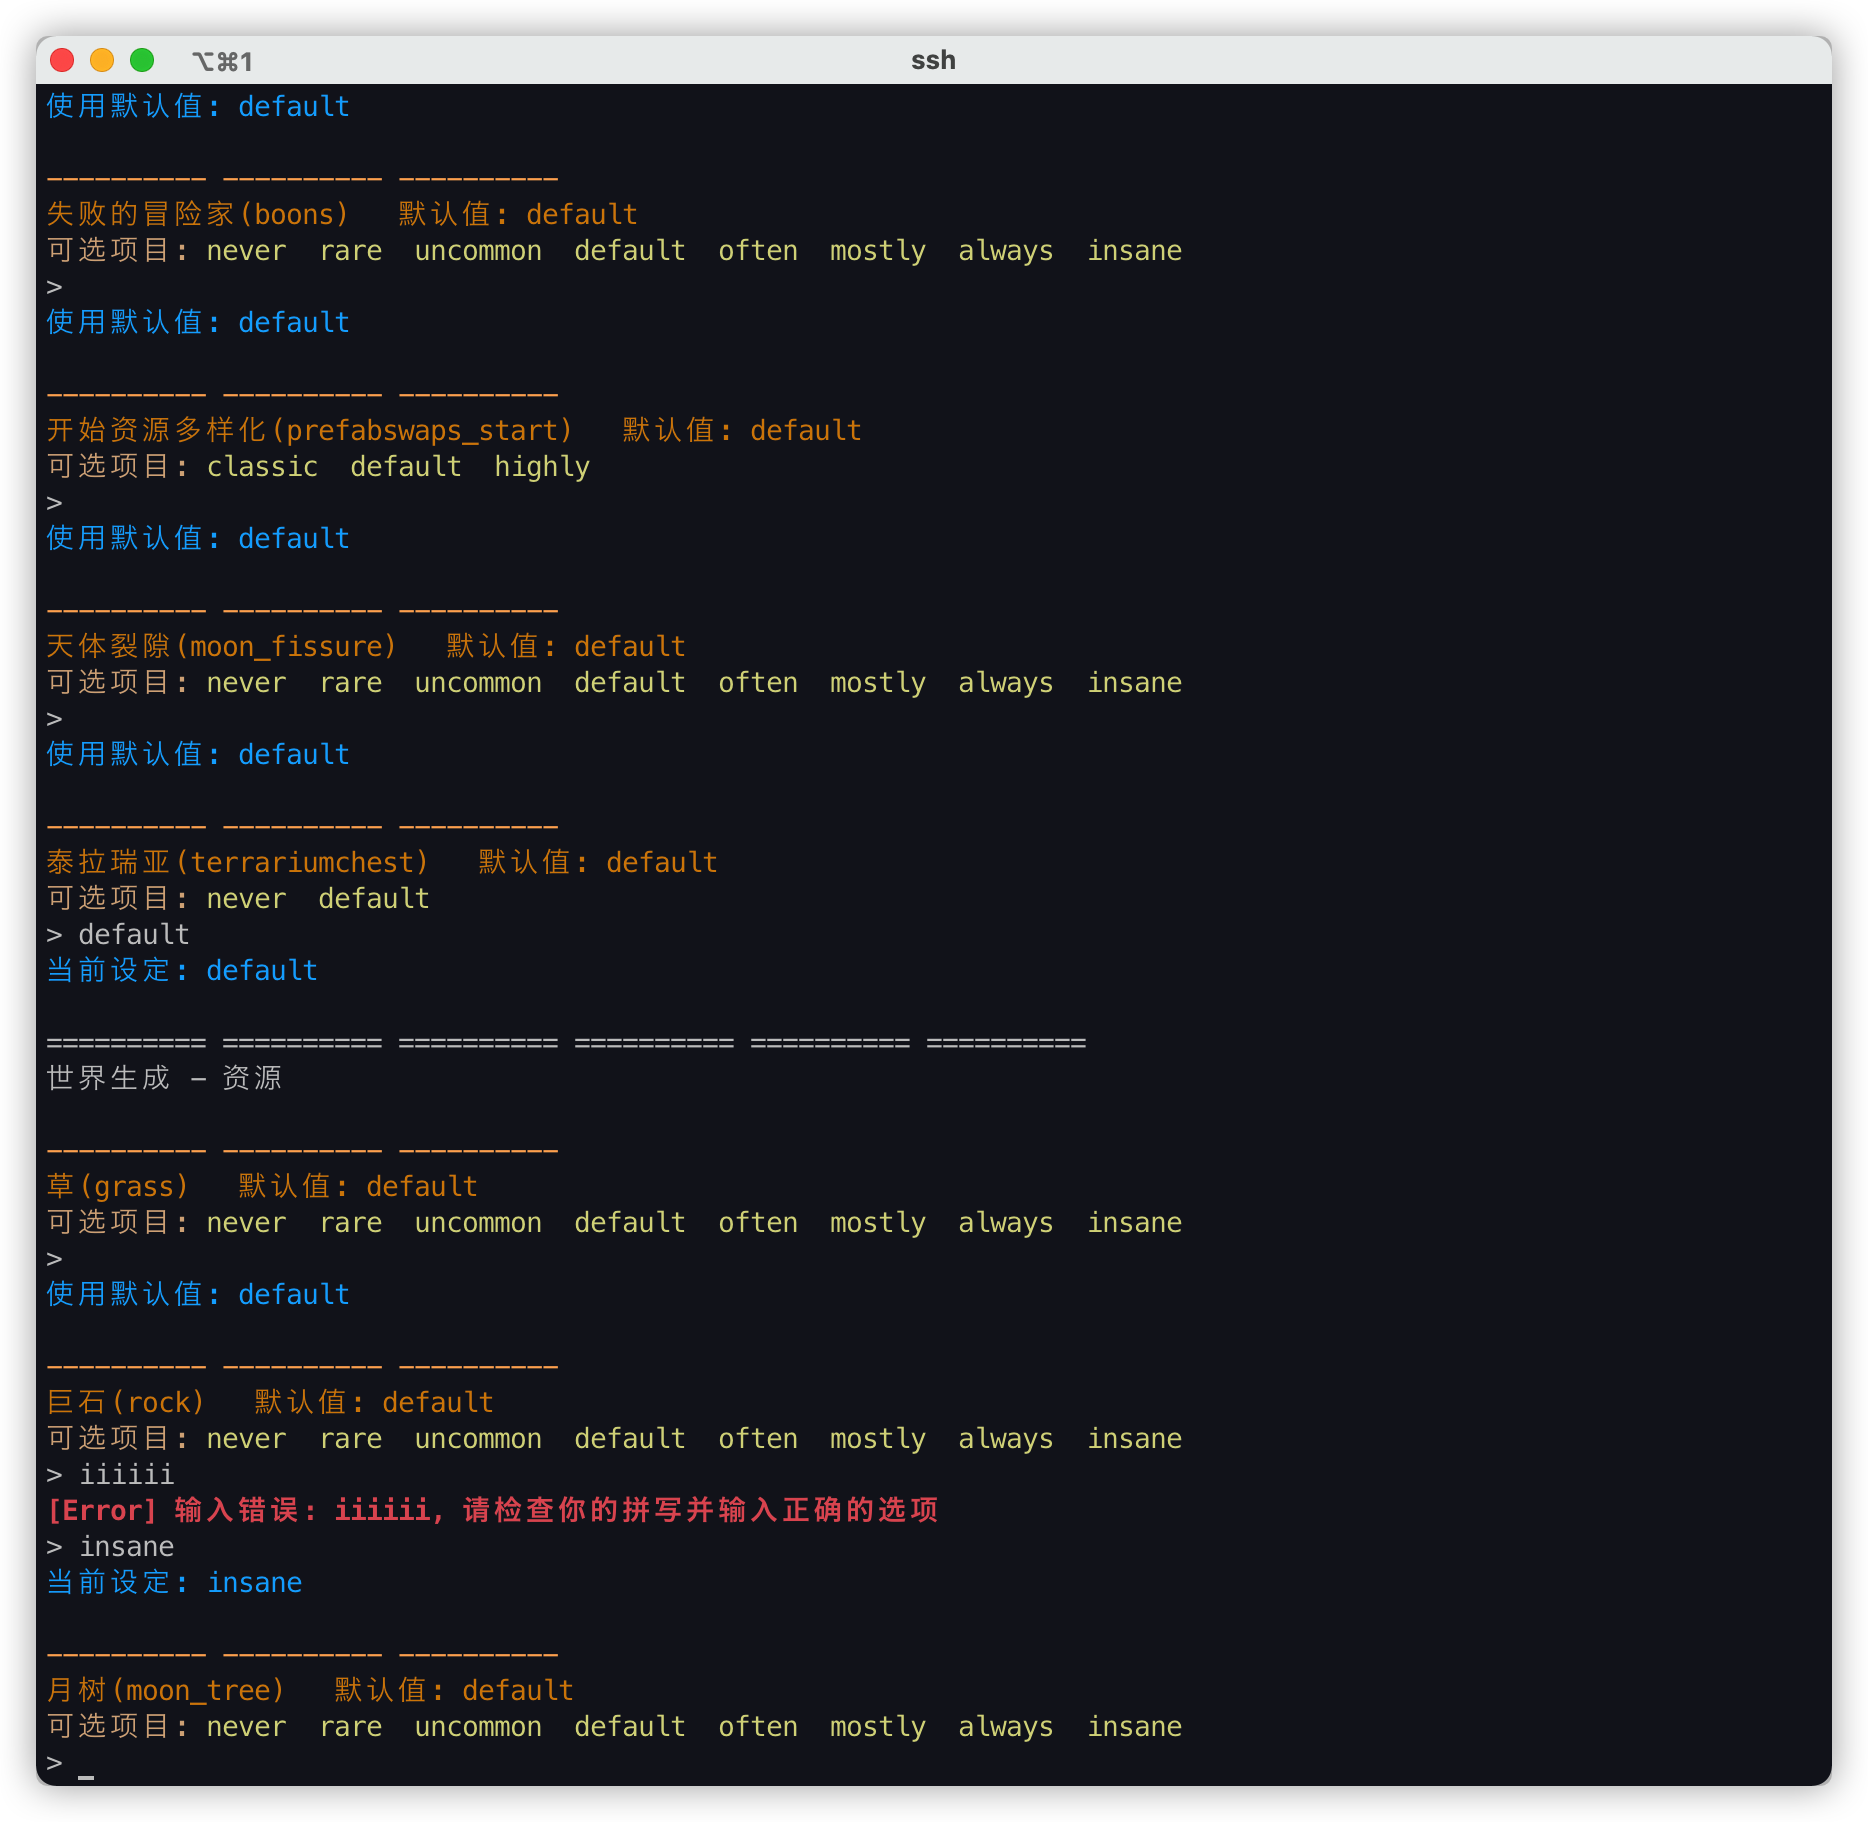 ⌥⌘1
ssh
使用默认值: default
---------- ---------- ----------
失败的冒险家(boons)   默认值: default
可选项目: never  rare  uncommon  default  often  mostly  always  insane
>
使用默认值: default
---------- ---------- ----------
开始资源多样化(prefabswaps_start)   默认值: default
可选项目: classic  default  highly
>
使用默认值: default
---------- ---------- ----------
天体裂隙(moon_fissure)   默认值: default
可选项目: never  rare  uncommon  default  often  mostly  always  insane
>
使用默认值: default
---------- ---------- ----------
泰拉瑞亚(terrariumchest)   默认值: default
可选项目: never  default
> default
当前设定: default
========== ========== ========== ========== ========== ==========
世界生成 - 资源
---------- ---------- ----------
草(grass)   默认值: default
可选项目: never  rare  uncommon  default  often  mostly  always  insane
>
使用默认值: default
---------- ---------- ----------
巨石(rock)   默认值: default
可选项目: never  rare  uncommon  default  often  mostly  always  insane
> iiiiii
[Error] 输入错误: iiiiii, 请检查你的拼写并输入正确的选项
> insane
当前设定: insane
---------- ---------- ----------
月树(moon_tree)   默认值: default
可选项目: never  rare  uncommon  default  often  mostly  always  insane
> _